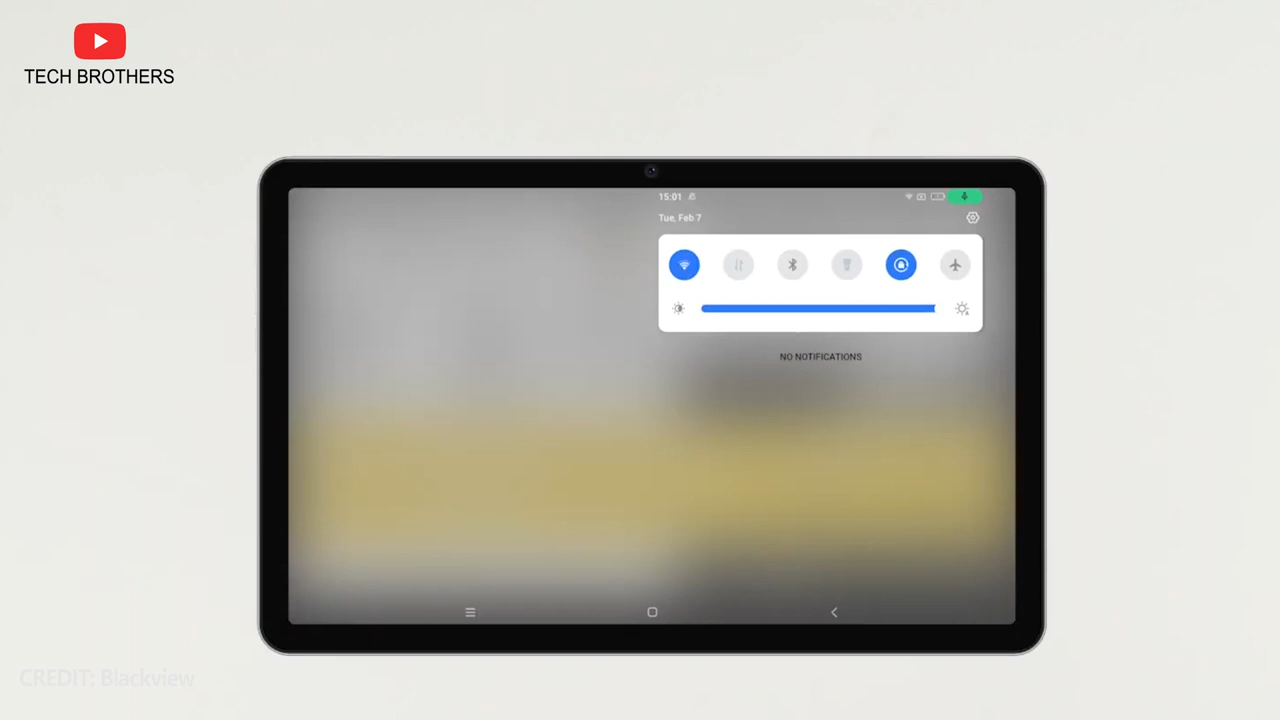 TECH BROTHERS
15:01
Tue, Feb 7
NO NOTIFICATIONS
CREDIT: Blackview